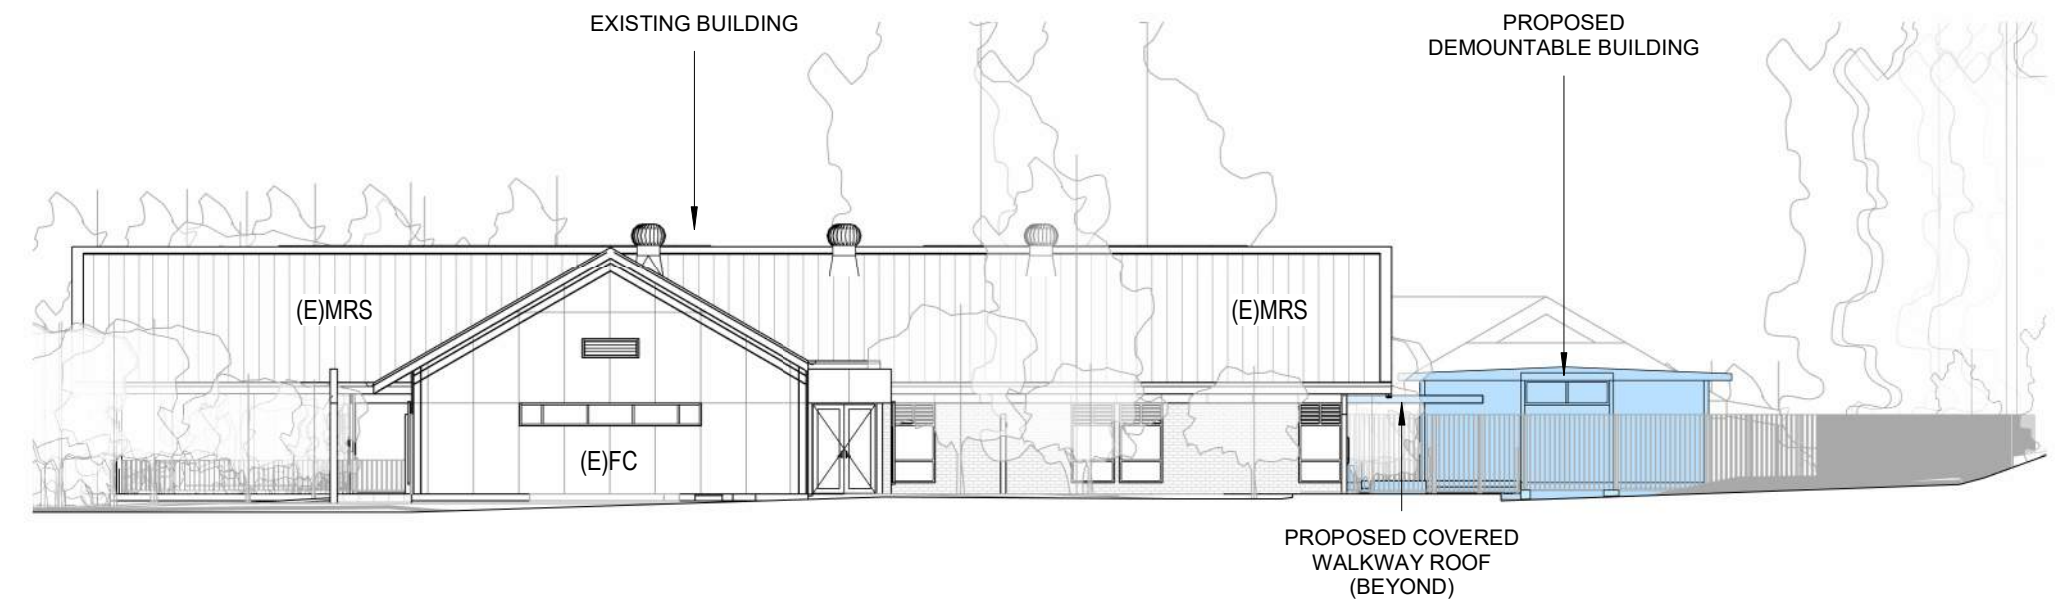 EXISTING BUILDING
PROPOSED
DEMOUNTABLE BUILDING
(E)MRS
(E)MRS
(E)FC
PROPOSED COVERED
WALKWAY ROOF
(BEYOND)